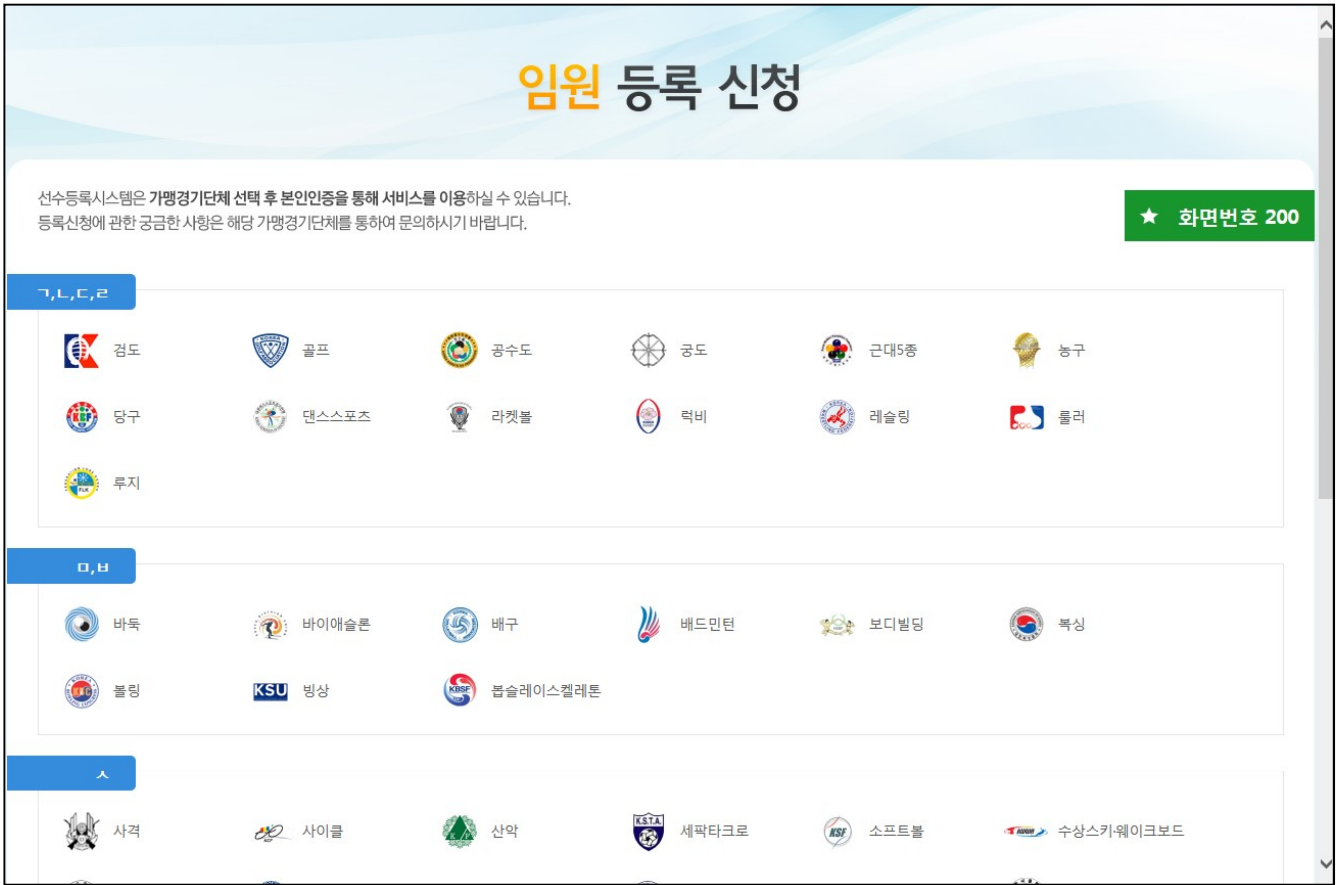 임원 등록 신청
선수등록시스템은 가맹경기단체 선택 후 본인인증을 통해 서비스를 이용하실 수 있습니다.
등록신청에 관한 궁금한 사항은 해당 가맹경기단체를 통하여 문의하시기 바랍니다.
★ 화면번호 200
ㄱ,ㄴ,ㄷ,ㄹ
검도 골프 공수도 궁도 근대5종 농구
KBF 당구 댄스스포츠 라켓볼 럭비 레슬링 롤러
루지
ㅁ,ㅂ
바둑 바이애슬론 배구 배드민턴 보디빌딩 복싱
볼링 KSU 빙상 KBSF 봅슬레이스켈레톤
ㅅ
사격 사이클 산악 K.S.T.A. 세팍타크로 KSF 소프트볼 수상스키·웨이크보드